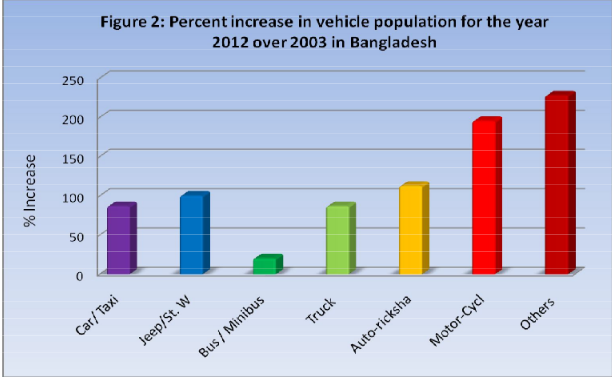 Figure 2: Percent increase in vehicle population for the year
2012 over 2003 in Bangladesh
250
200
150
100
50
0
% Increase
Car/ Taxi
Jeep/St. W
Bus / Minibus
Truck
Auto-ricksha
Motor-Cycl
Others